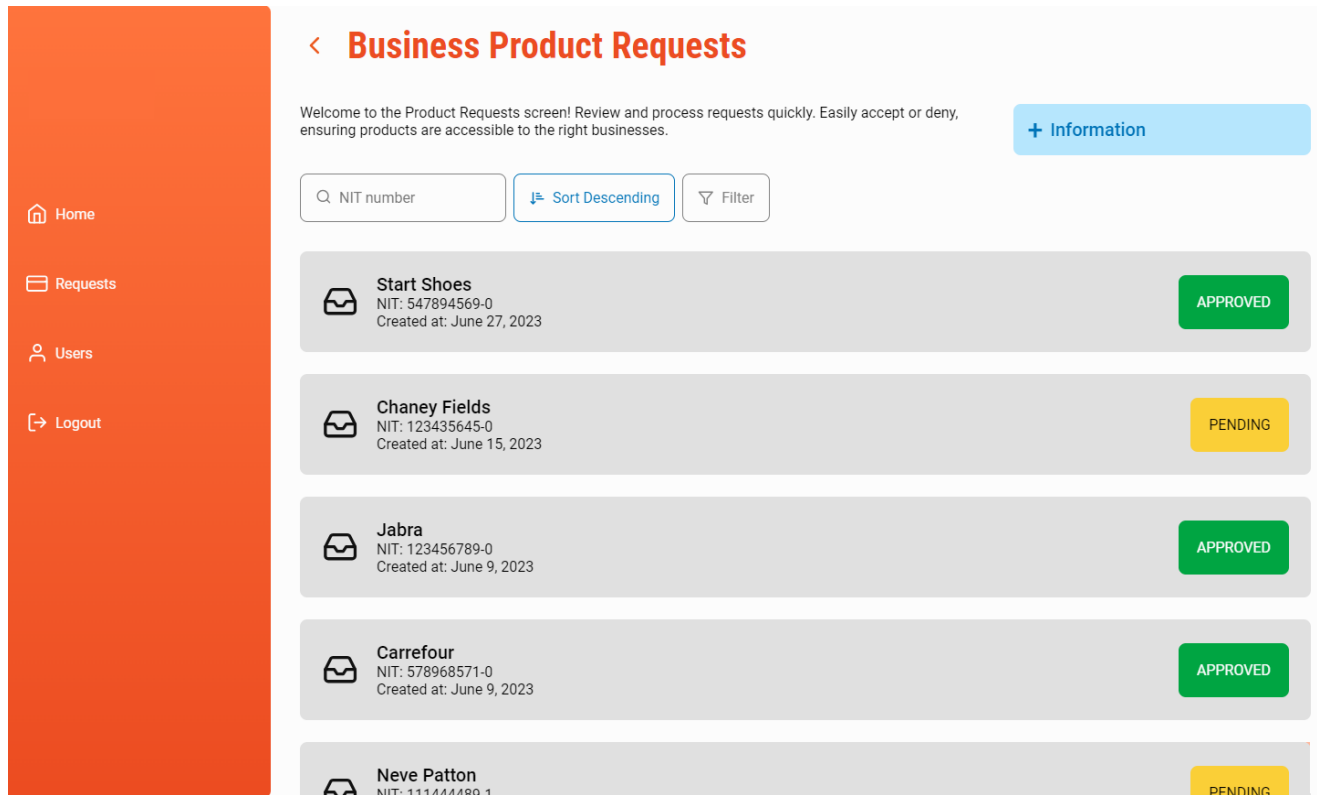 Business Product Requests
Welcome to the Product Requests screen! Review and process requests quickly. Easily accept or deny,
ensuring products are accessible to the right businesses.
+ Information
NIT number
Sort Descending
Filter
Home
Requests
Users
Logout
Start Shoes
NIT: 547894569-0
Created at: June 27, 2023
APPROVED
Chaney Fields
NIT: 123435645-0
Created at: June 15, 2023
PENDING
Jabra
NIT: 123456789-0
Created at: June 9, 2023
APPROVED
Carrefour
NIT: 578968571-0
Created at: June 9, 2023
APPROVED
Neve Patton
NIT: 111444489-1
PENDING